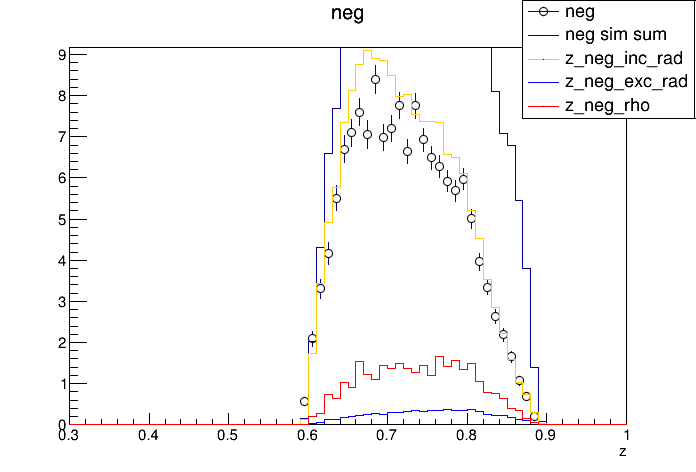 neg
neg
neg sim sum
z_neg_inc_rad
z_neg_exc_rad
z_neg_rho
9
8
7
6
5
4
3
2
1
0
0.3 0.4 0.5 0.6 0.7 0.8 0.9 1
z